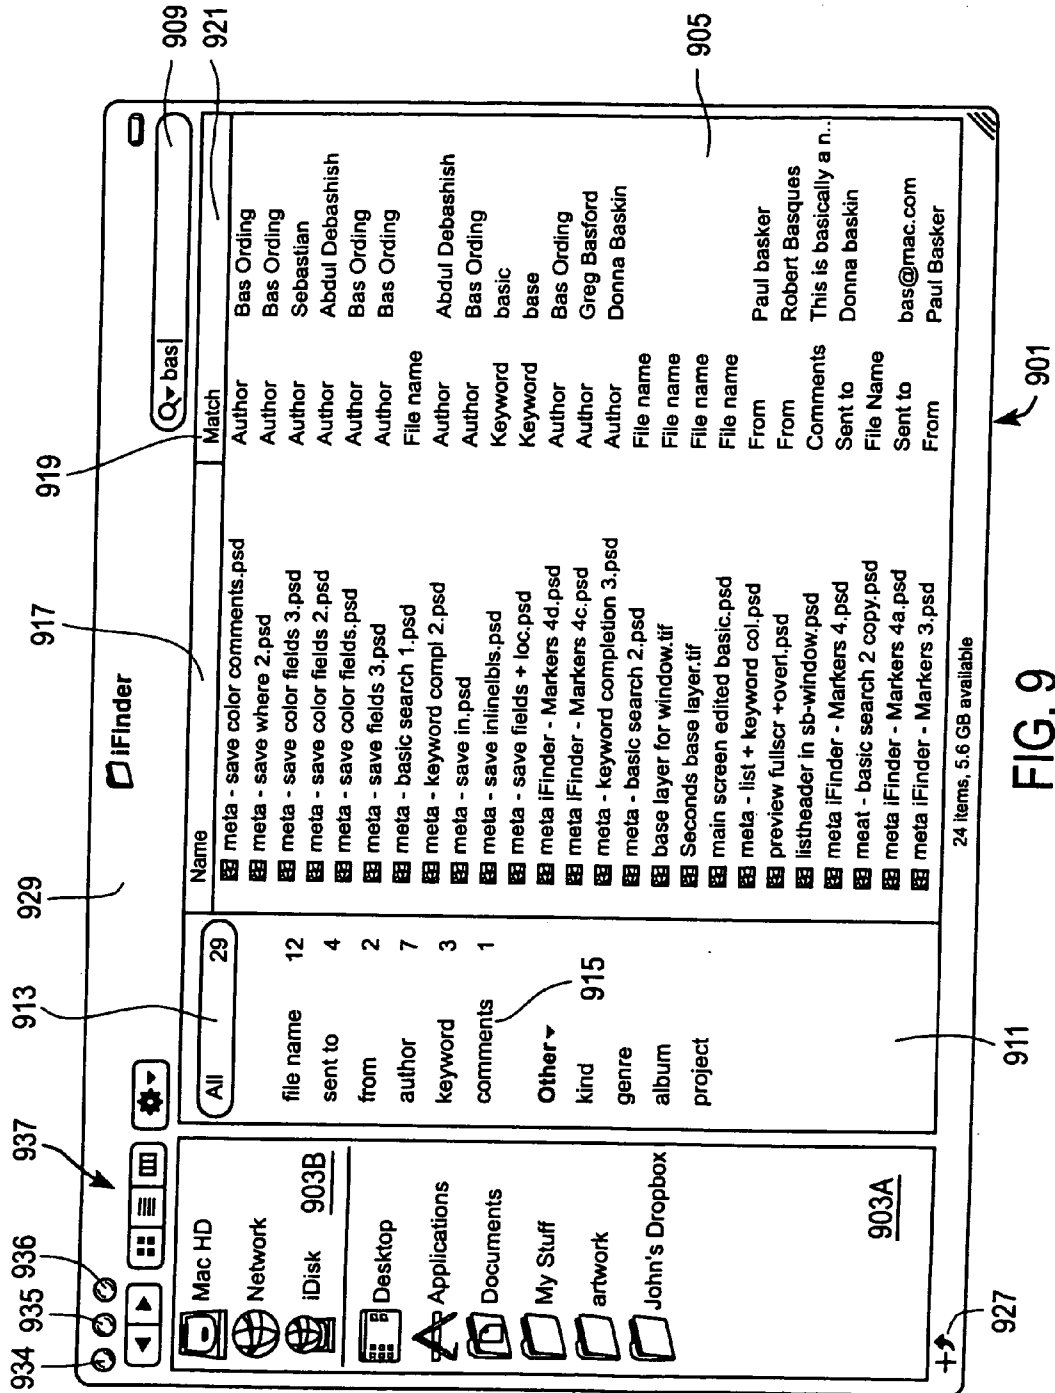 934
935
936
937
913
929
917
919
909
921
iFinder
bas
Mac HD
Network
iDisk
903B
Desktop
Applications
Documents
My Stuff
artwork
John's Dropbox
903A
All 29
file name 12
sent to 4
from 2
author 7
keyword 3
comments 1
915
Other
kind
genre
album
project
Name Match
meta - save color comments.psd Author Bas Ording
meta - save where 2.psd Author Bas Ording
meta - save color fields 3.psd Author Sebastian
meta - save color fields 2.psd Author Abdul Debashish
meta - save color fields.psd Author Bas Ording
meta - save fields 3.psd Author Bas Ording
meta - basic search 1.psd File name
meta - keyword compl 2.psd Author Abdul Debashish
meta - save in.psd Author Bas Ording
meta - save inlinelbls.psd Keyword basic
meta - save fields + loc.psd Keyword base
meta iFinder - Markers 4d.psd Author Bas Ording
meta iFinder - Markers 4c.psd Author Greg Basford
meta - keyword completion 3.psd Author Donna Baskin
meta - basic search 2.psd File name
base layer for window.tif File name
Seconds base layer.tif File name
main screen edited basic.psd File name
meta - list + keyword col.psd From Paul basker
preview fullscr +overl.psd From Robert Basques
listheader in sb-window.psd Comments This is basically a n..
meta iFinder - Markers 4.psd Sent to Donna baskin
meat - basic search 2 copy.psd File Name
meta iFinder - Markers 4a.psd Sent to bas@mac.com
meta iFinder - Markers 3.psd From Paul Basker
905
24 items, 5.6 GB available
927
911
901
FIG. 9